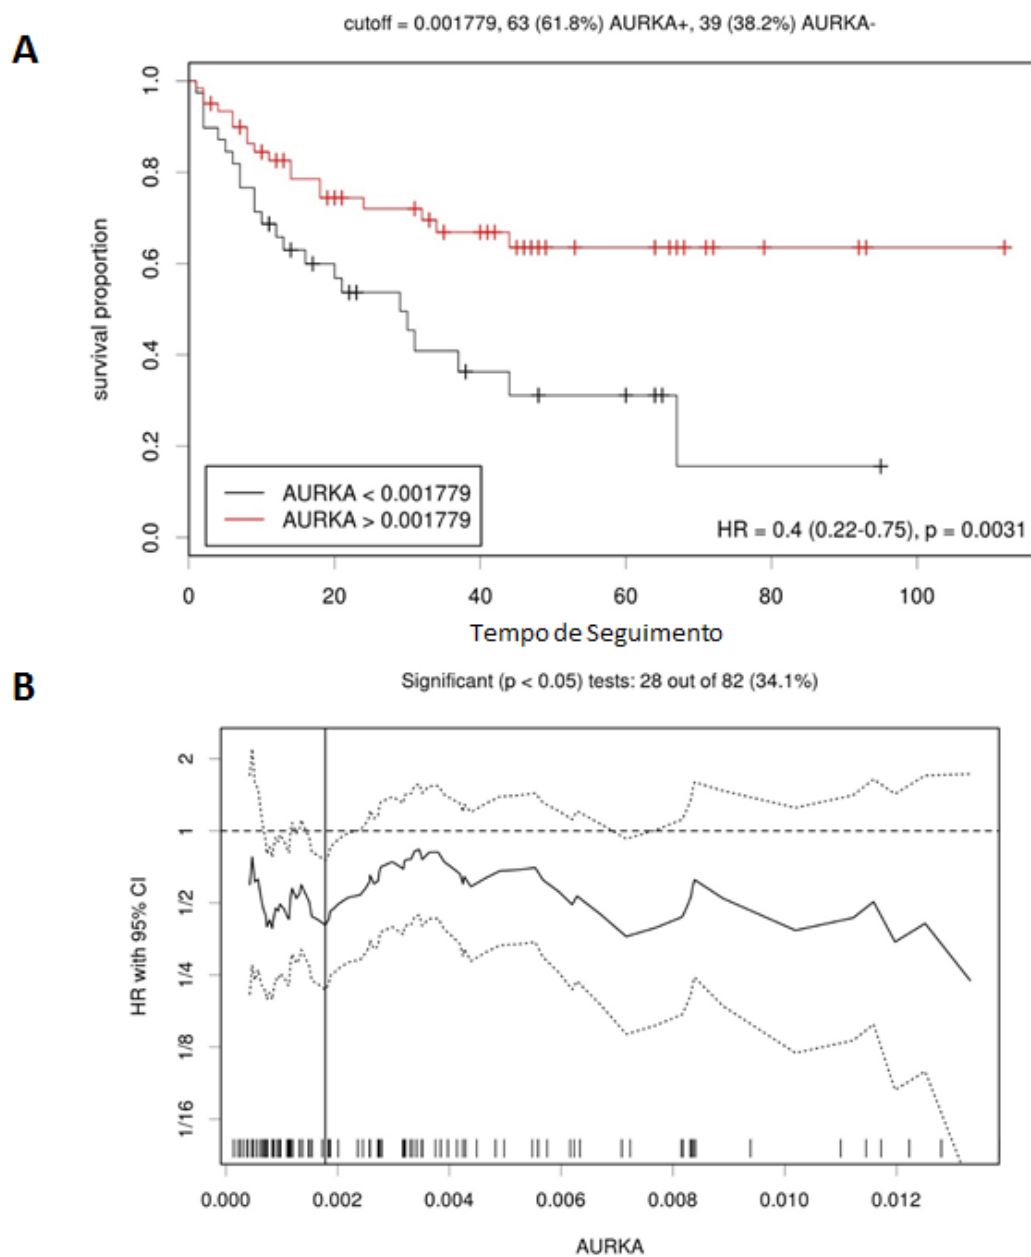 A
cutoff = 0.001779, 63 (61.8%) AURKA+, 39 (38.2%) AURKA-
survival proportion
1.0
0.8
0.6
0.4
0.2
0.0
AURKA < 0.001779
AURKA > 0.001779
HR = 0.4 (0.22-0.75), p = 0.0031
0 20 40 60 80 100
Tempo de Seguimento
B
Significant (p < 0.05) tests: 28 out of 82 (34.1%)
HR with 95% CI
2
1
1/2
1/4
1/8
1/16
0.000 0.002 0.004 0.006 0.008 0.010 0.012
AURKA